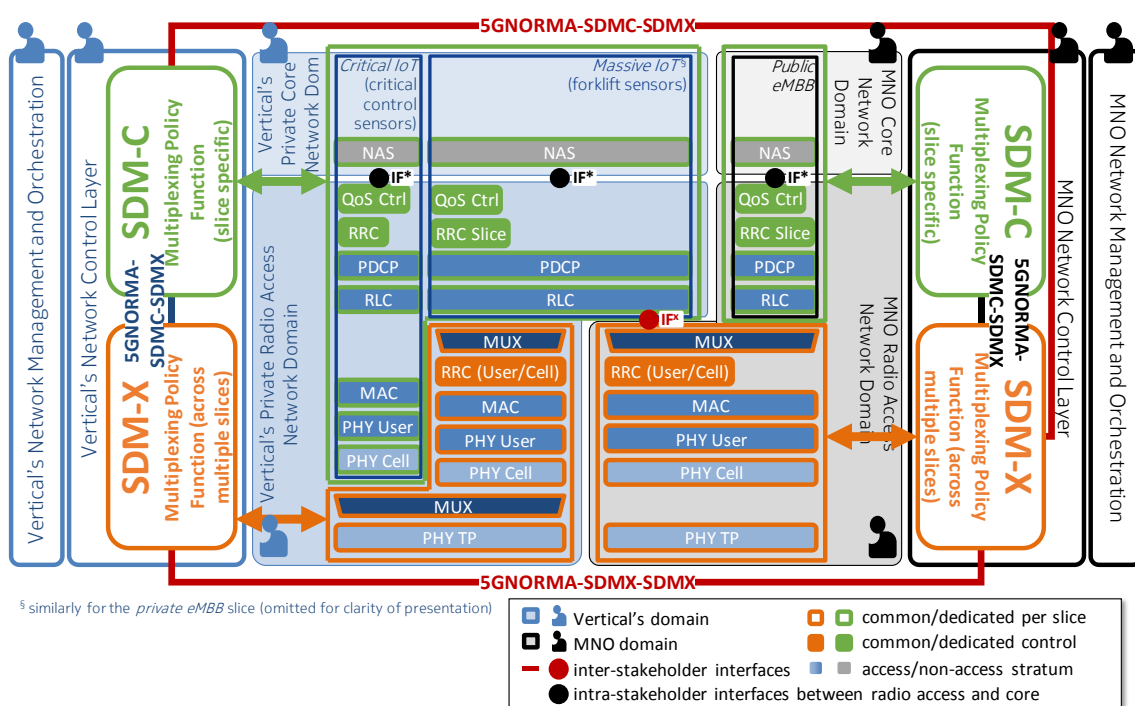 5GNORMA-SDMC-SDMX
Vertical's Network Management and Orchestration
Vertical's Network Control Layer
SDM-C
Multiplexing Policy
Function
(slice specific)
5GNORMA-
SDMC-SDMX
SDM-X
Multiplexing Policy
Function (across
multiple slices)
Vertical's
Private Core
Network Dom
Vertical's Private Radio Access
Network Domain
Critical IoT
(critical
control
sensors)
Massive IoT§
(forklift sensors)
Public
eMBB
MNO Core
Network
Domain
NAS
NAS
NAS
IF*
IF*
IF*
QoS Ctrl
QoS Ctrl
QoS Ctrl
RRC
RRC Slice
RRC Slice
PDCP
PDCP
PDCP
RLC
RLC
RLC
IFx
MUX
MUX
RRC (User/Cell)
RRC (User/Cell)
MAC
MAC
MAC
PHY User
PHY User
PHY User
PHY Cell
PHY Cell
PHY Cell
MUX
PHY TP
PHY TP
MNO Radio Access
Network Domain
SDM-C
Multiplexing Policy
Function
(slice specific)
5GNORMA-
SDMC-SDMX
SDM-X
Multiplexing Policy
Function (across
multiple slices)
MNO Network Control Layer
MNO Network Management and Orchestration
5GNORMA-SDMX-SDMX
§ similarly for the private eMBB slice (omitted for clarity of presentation)
Vertical's domain
MNO domain
inter-stakeholder interfaces
intra-stakeholder interfaces between radio access and core
common/dedicated per slice
common/dedicated control
access/non-access stratum